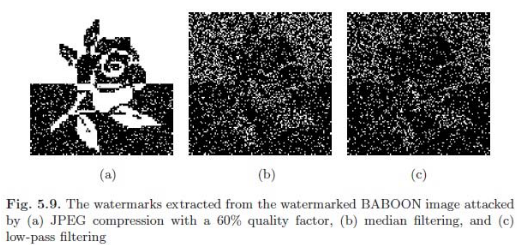 (a)
(b)
(c)
Fig. 5.9. The watermarks extracted from the watermarked BABOON image attacked
by (a) JPEG compression with a 60% quality factor, (b) median filtering, and (c)
low-pass filtering